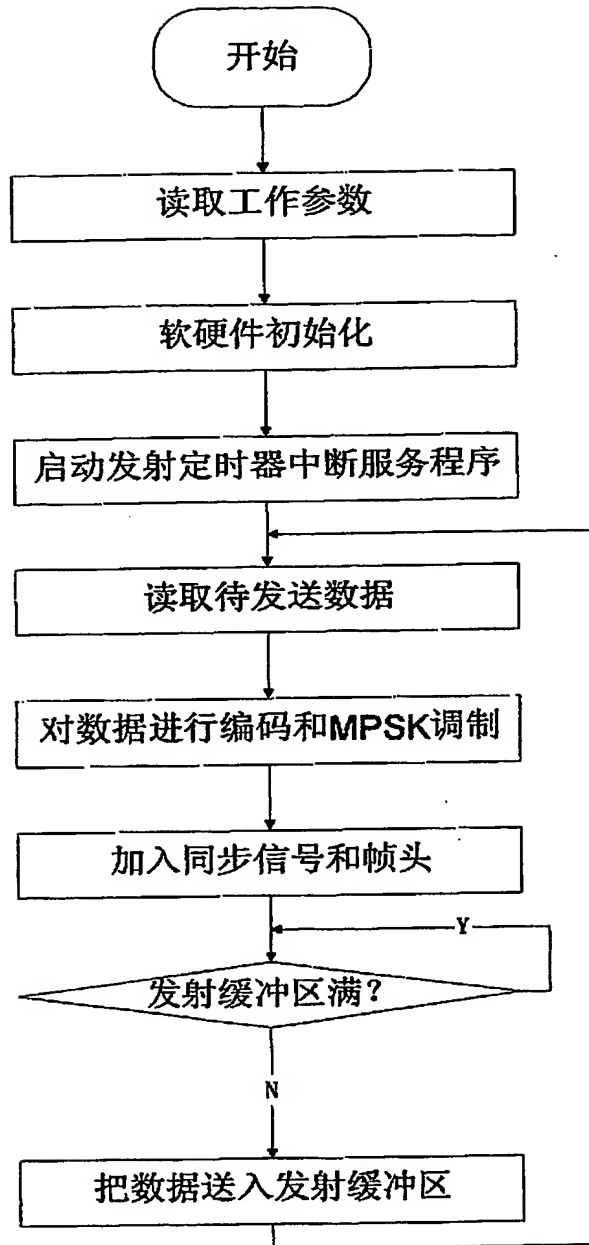 开始
读取工作参数
软硬件初始化
启动发射定时器中断服务程序
读取待发送数据
对数据进行编码和MPSK调制
加入同步信号和帧头
Y
发射缓冲区满?
N
把数据送入发射缓冲区